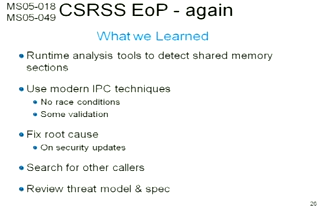 MS05-018
MS05-049
CSRSS EoP - again
What we Learned
Runtime analysis tools to detect shared memory
sections
Use modern IPC techniques
No race conditions
Some validation
Fix root cause
On security updates
Search for other callers
Review threat model & spec
26